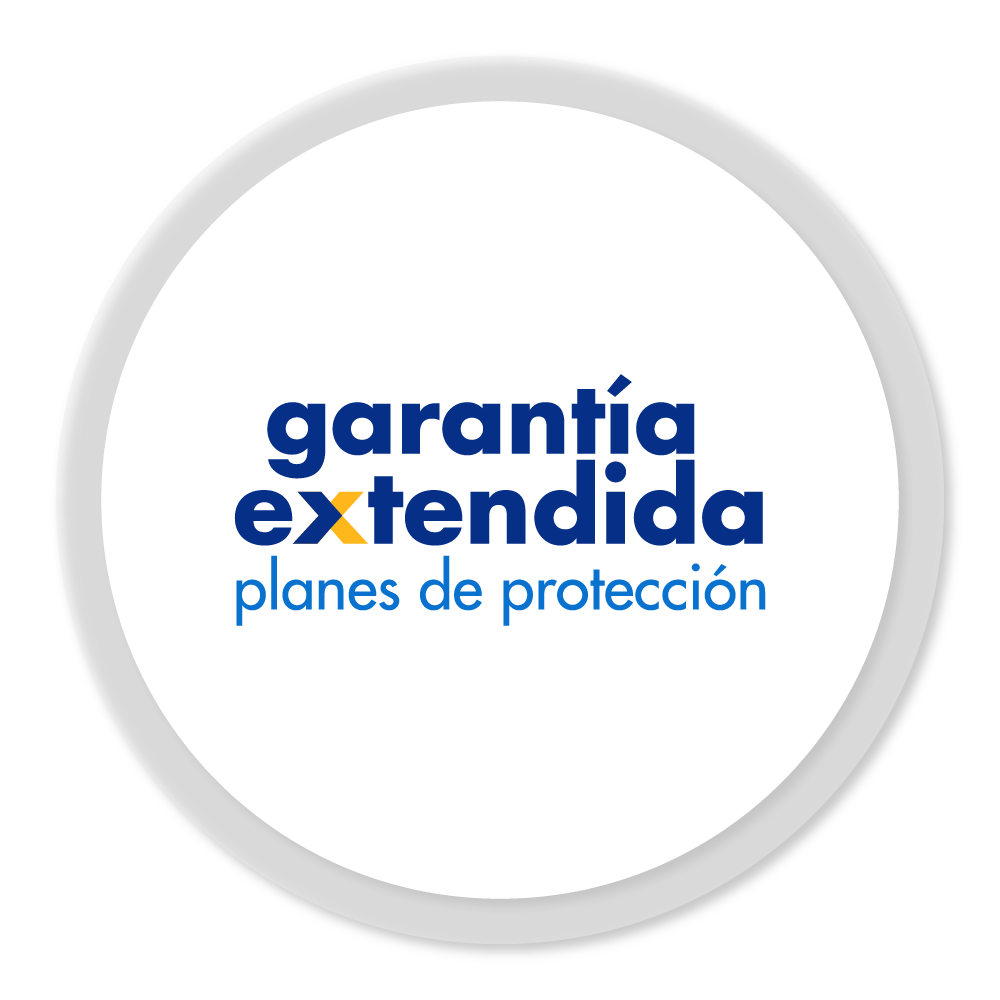 garantía
extendida
planes de protección